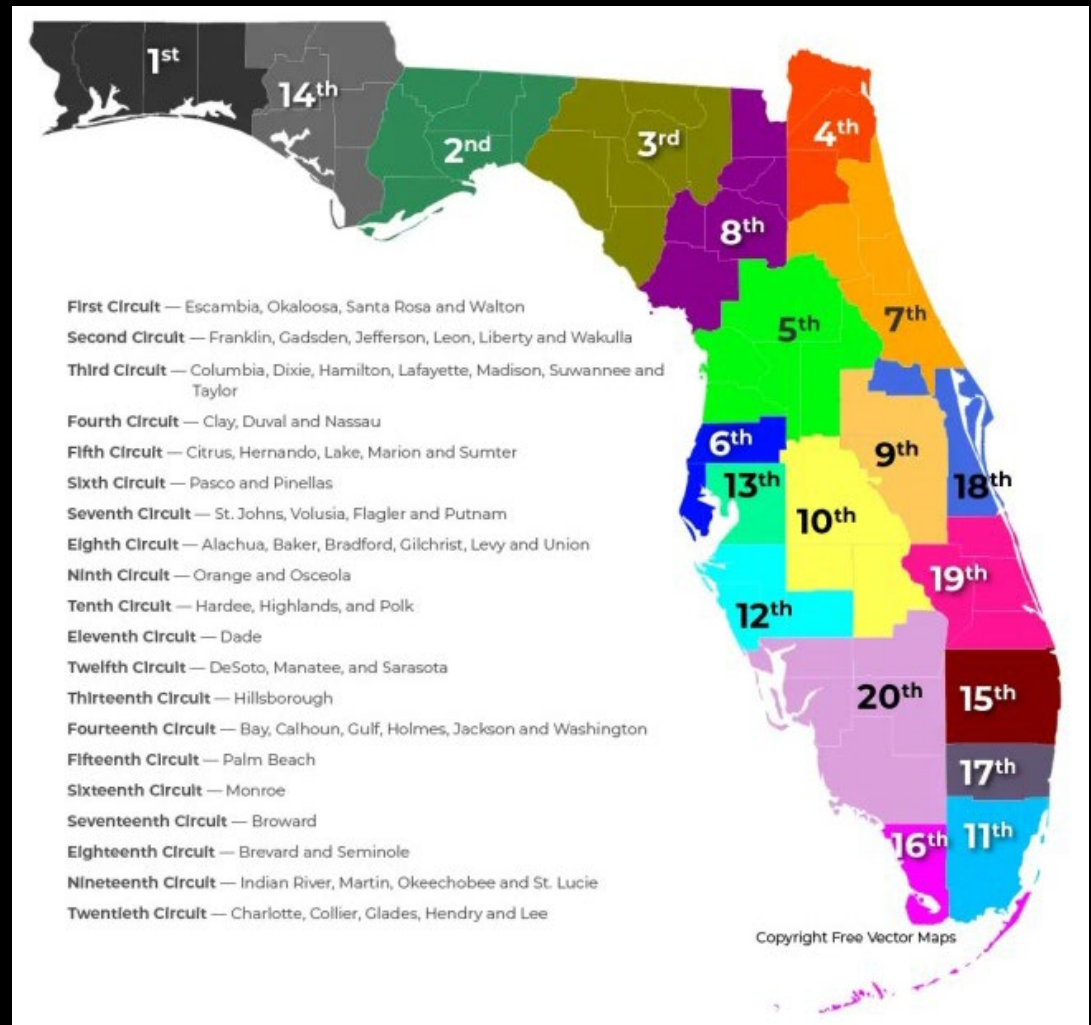 1st
14th
2nd
3rd
4th
8th
5th
7th
6th
9th
13th
18th
10th
19th
12th
20th
15th
17th
16th
11th
First Circuit — Escambia, Okaloosa, Santa Rosa and Walton
Second Circuit — Franklin, Gadsden, Jefferson, Leon, Liberty and Wakulla
Third Circuit — Columbia, Dixie, Hamilton, Lafayette, Madison, Suwannee and
Taylor
Fourth Circuit — Clay, Duval and Nassau
Fifth Circuit — Citrus, Hernando, Lake, Marion and Sumter
Sixth Circuit — Pasco and Pinellas
Seventh Circuit — St. Johns, Volusia, Flagler and Putnam
Eighth Circuit — Alachua, Baker, Bradford, Gilchrist, Levy and Union
Ninth Circuit — Orange and Osceola
Tenth Circuit — Hardee, Highlands, and Polk
Eleventh Circuit — Dade
Twelfth Circuit — DeSoto, Manatee, and Sarasota
Thirteenth Circuit — Hillsborough
Fourteenth Circuit — Bay, Calhoun, Gulf, Holmes, Jackson and Washington
Fifteenth Circuit — Palm Beach
Sixteenth Circuit — Monroe
Seventeenth Circuit — Broward
Eighteenth Circuit — Brevard and Seminole
Nineteenth Circuit — Indian River, Martin, Okeechobee and St. Lucie
Twentieth Circuit — Charlotte, Collier, Glades, Hendry and Lee
Copyright Free Vector Maps